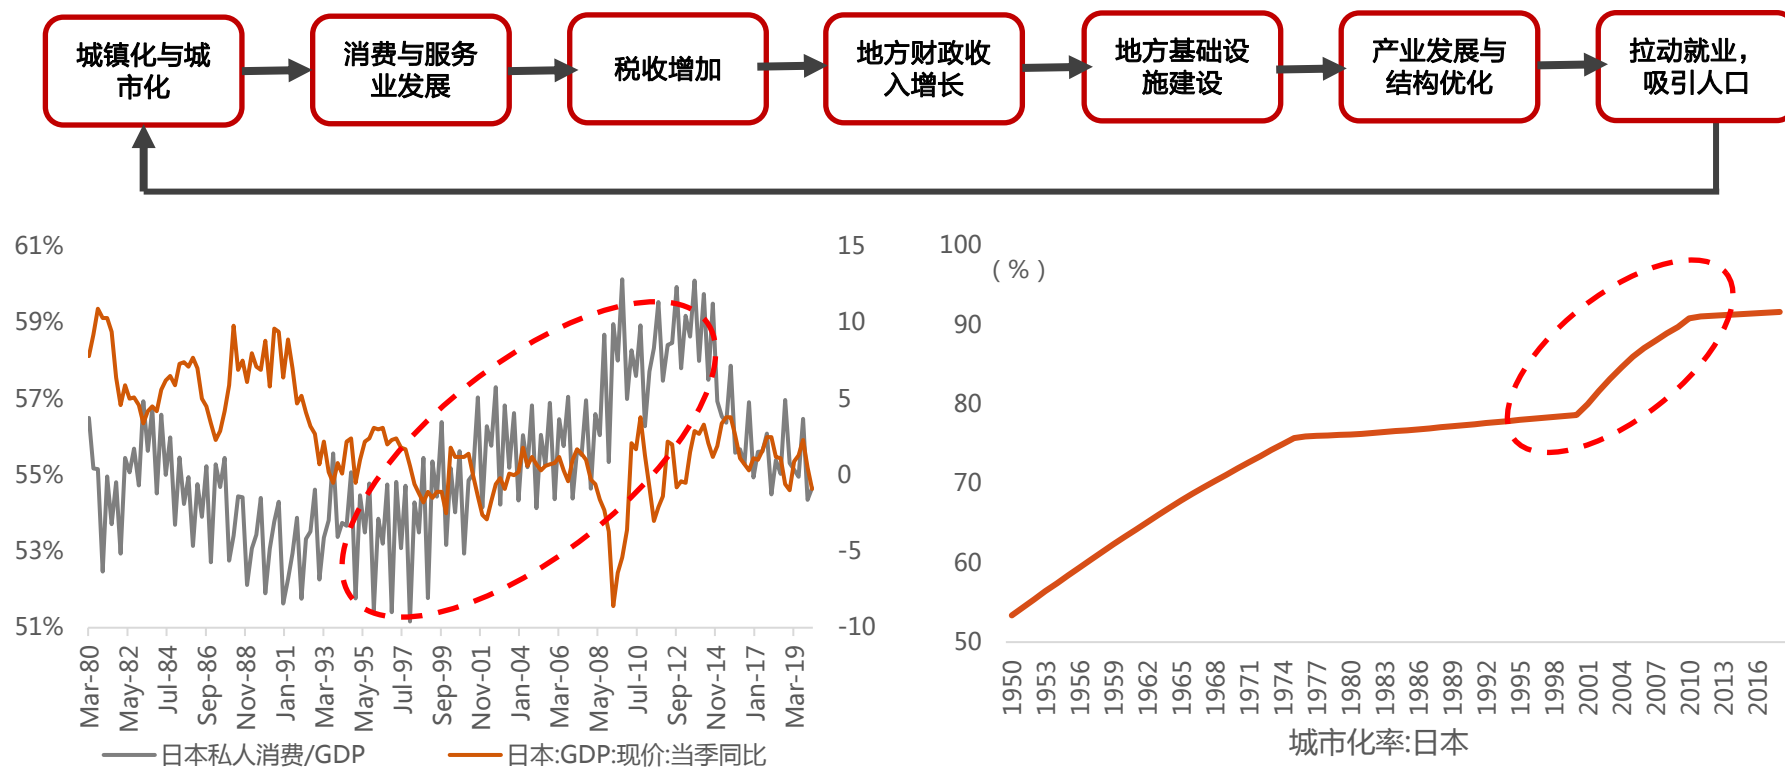 城镇化与城
市化
消费与服务
业发展
税收增加
地方财政收
入增长
地方基础设
施建设
产业发展与
结构优化
拉动就业，
吸引人口
61%
59%
57%
55%
53%
51%
15
10
5
0
-5
-10
Mar-80
May-82
Jul-84
Sep-86
Nov-88
Jan-91
Mar-93
May-95
Jul-97
Sep-99
Nov-01
Jan-04
Mar-06
May-08
Jul-10
Sep-12
Nov-14
Jan-17
Mar-19
日本私人消费/GDP
日本:GDP:现价:当季同比
100
（%）
90
80
70
60
50
1950
1953
1956
1959
1962
1965
1968
1971
1974
1977
1980
1983
1986
1989
1992
1995
1998
2001
2004
2007
2010
2013
2016
城市化率:日本